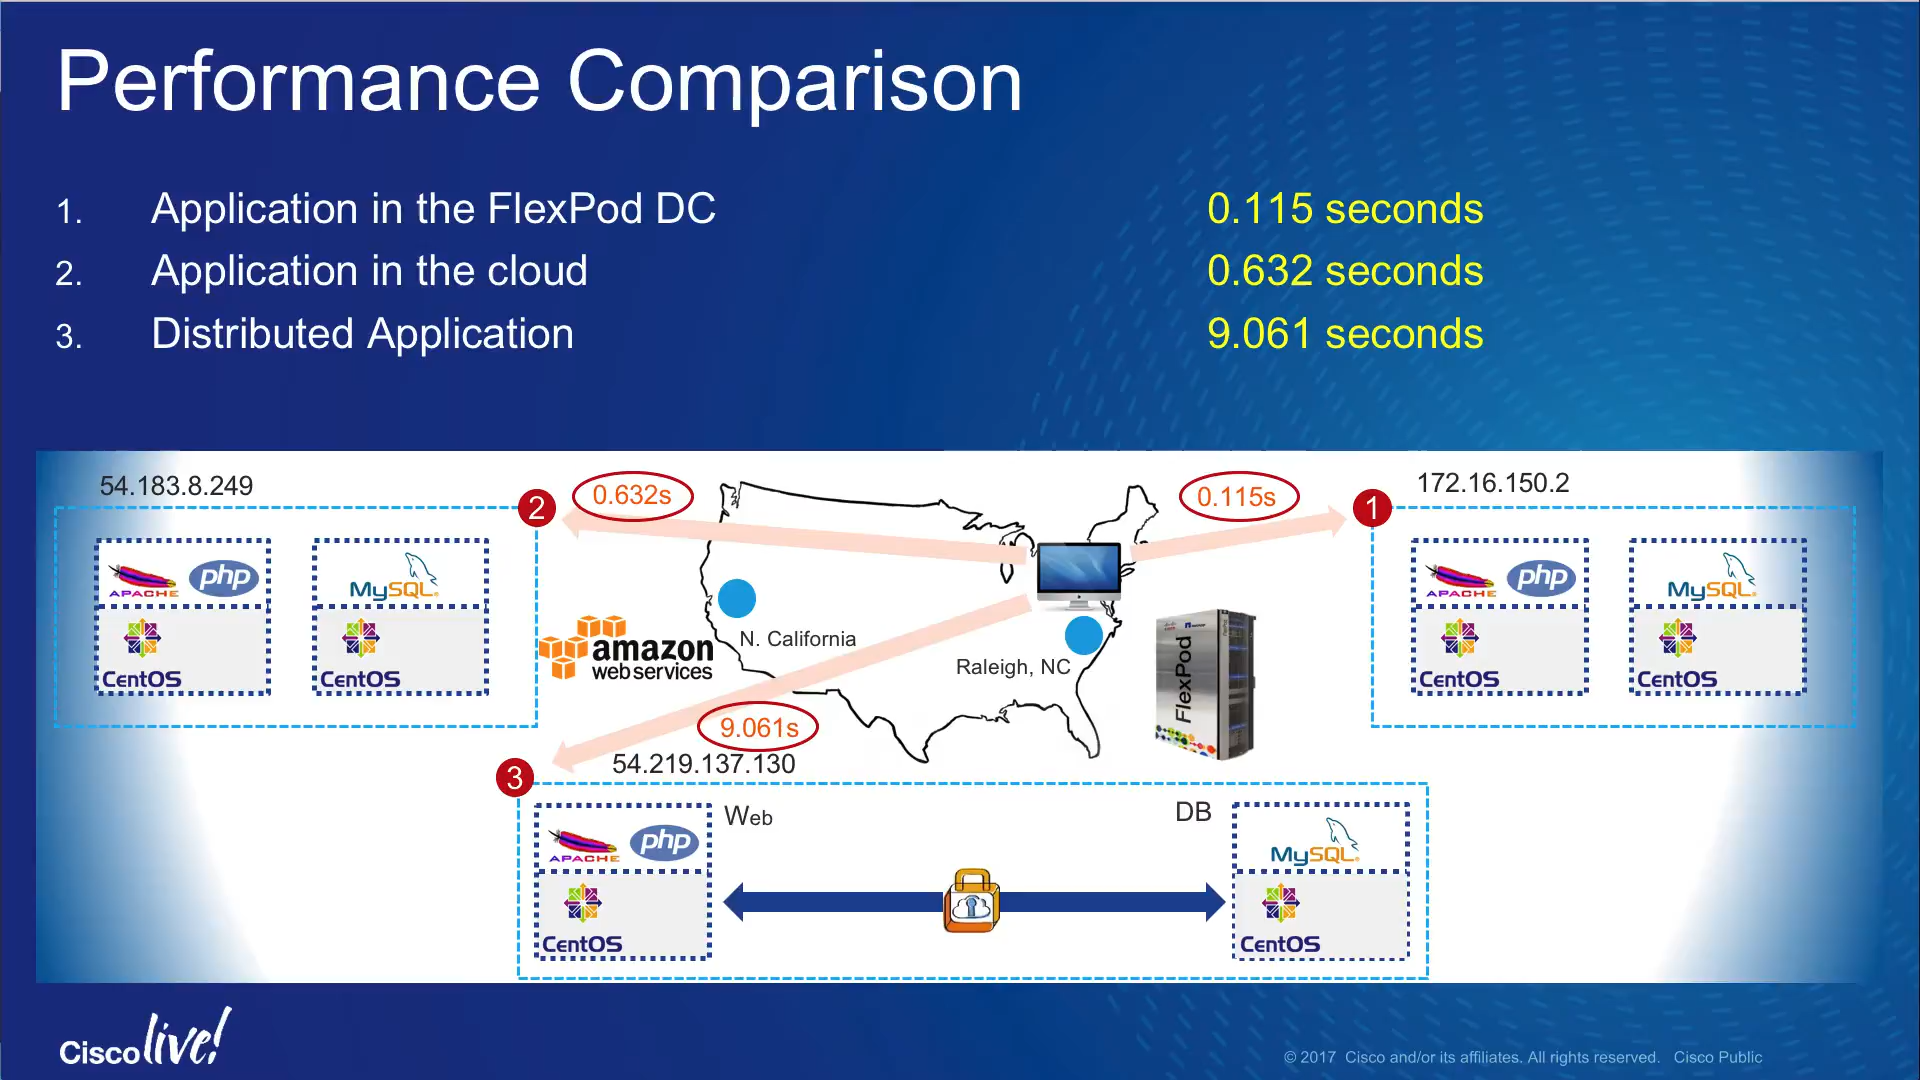 Performance Comparison
1. Application in the FlexPod DC 0.115 seconds
2. Application in the cloud 0.632 seconds
3. Distributed Application 9.061 seconds
54.183.8.249
2
0.632s
0.115s
1
172.16.150.2
APACHE php
MySQL
CentOS
CentOS
amazon
web services
N. California
Raleigh, NC
FlexPod
APACHE php
MySQL
CentOS
CentOS
9.061s
54.219.137.130
3
Web
DB
APACHE php
MySQL
CentOS
CentOS
Cisco live!
© 2017 Cisco and/or its affiliates. All rights reserved. Cisco Public